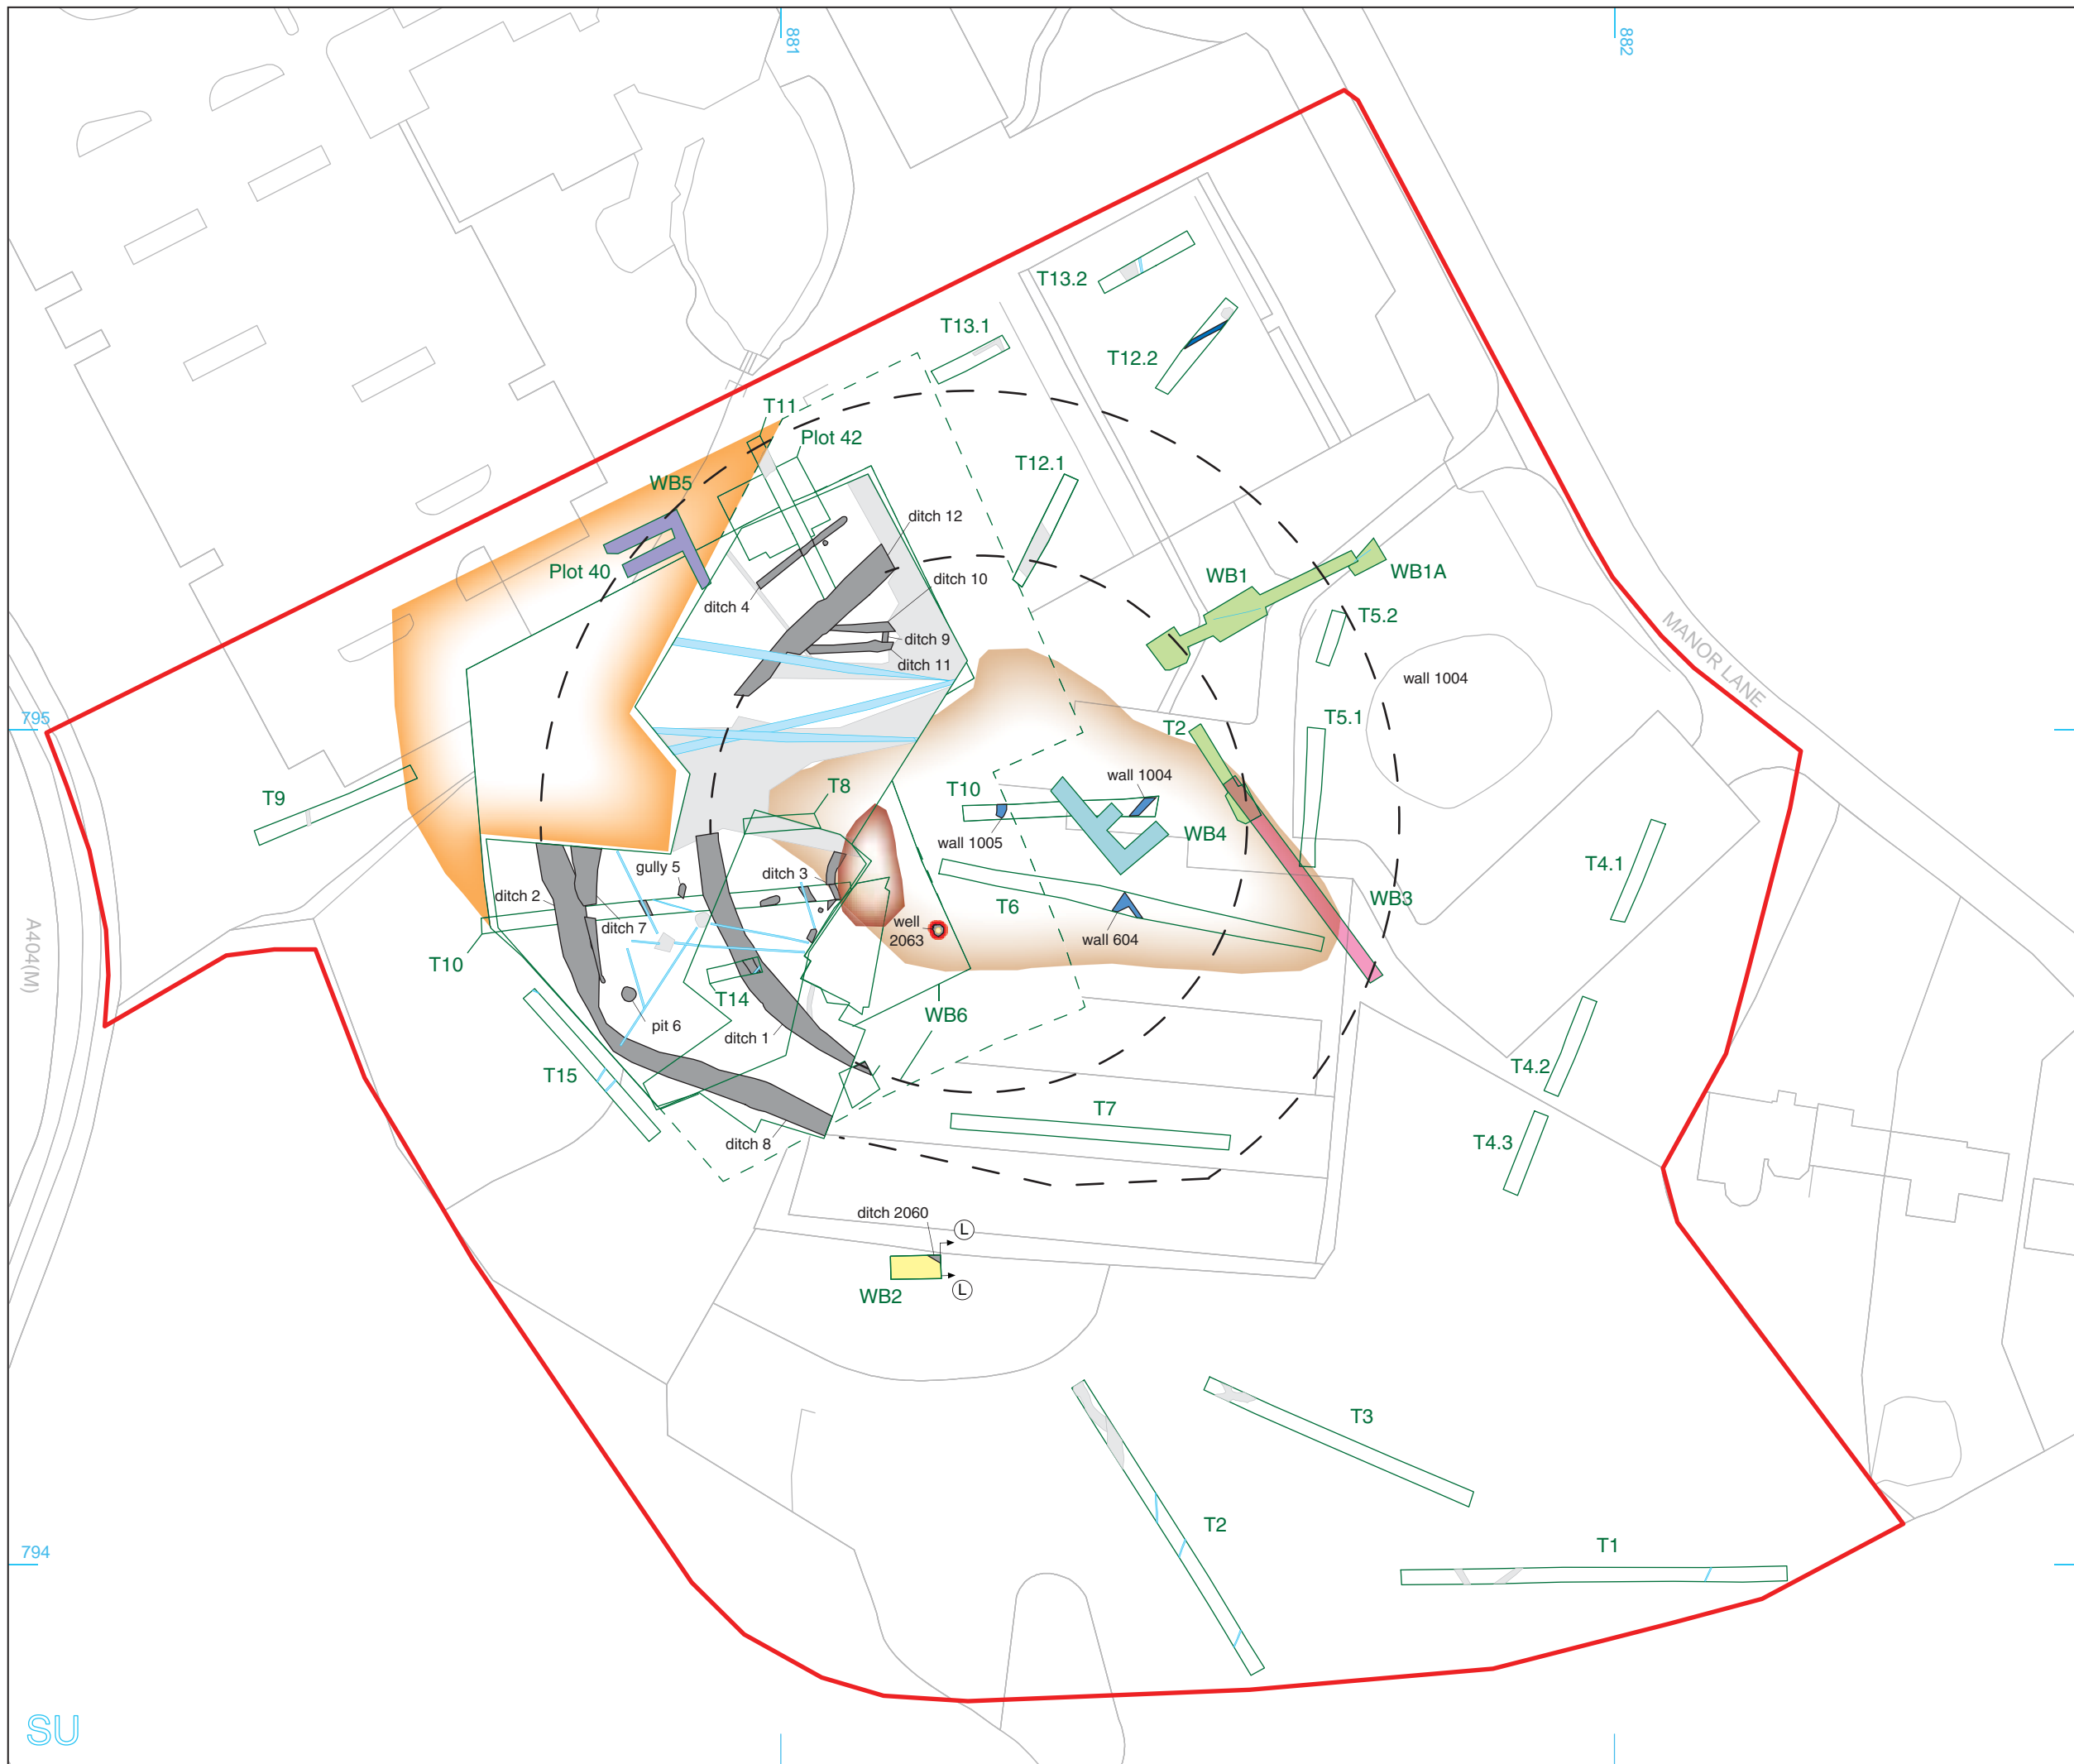 881
882
T13.2
T13.1
T12.2
T11
Plot 42
T12.1
WB5
ditch 12
Plot 40
WB1
WB1A
ditch 10
ditch 4
T5.2
ditch 9
MANOR LANE
ditch 11
wall 1004
795
T5.1
T2
wall 1004
T8
T10
T9
WB4
wall 1005
T4.1
gully 5
ditch 3
ditch 2
WB3
T6
well
2063
ditch 7
wall 604
A404(M)
T10
T14
WB6
pit 6
ditch 1
T4.2
T15
T7
ditch 8
T4.3
ditch 2060
L
L
WB2
T3
T2
T1
794
SU